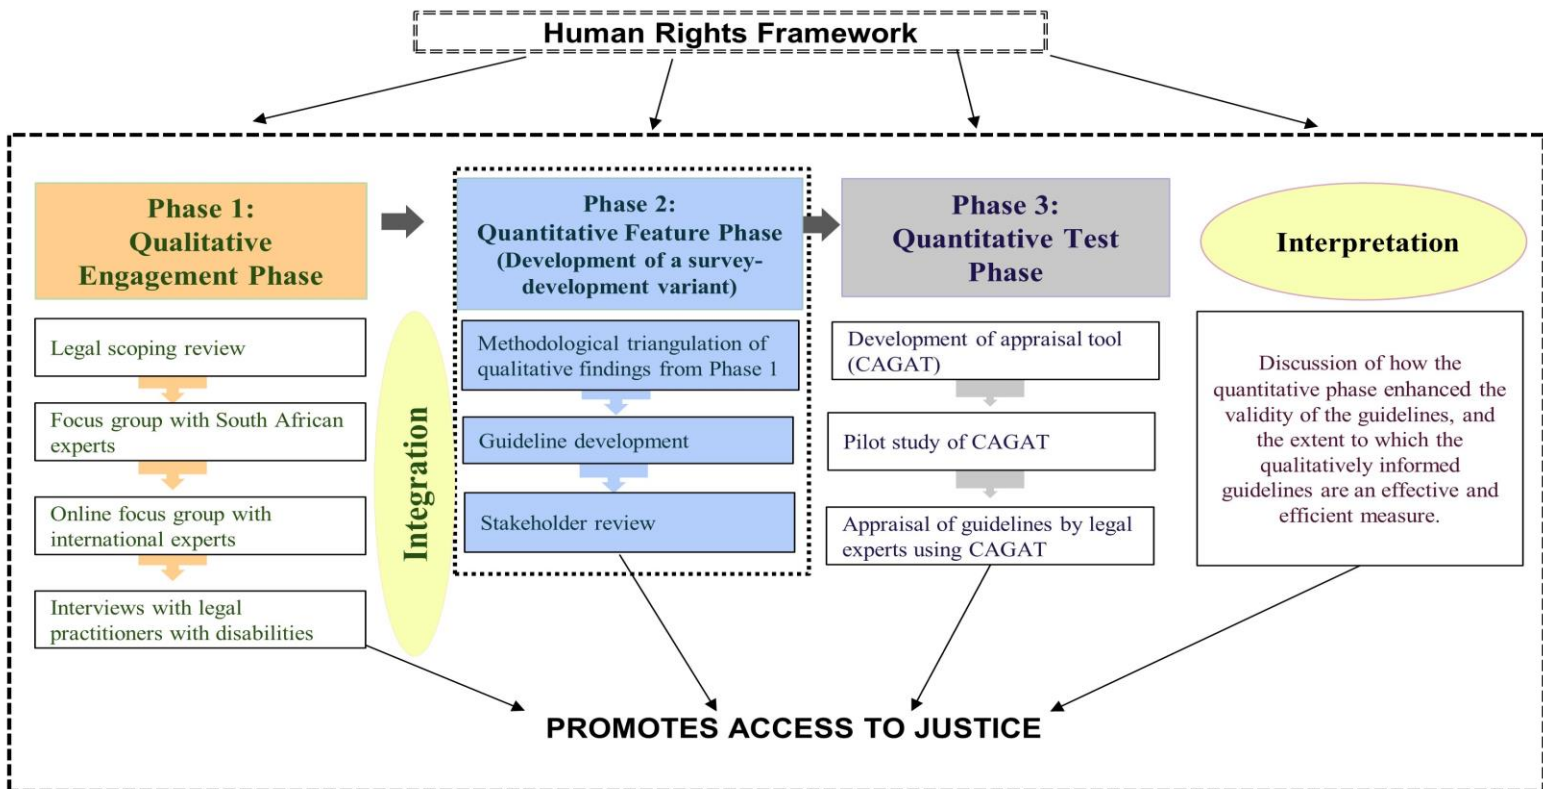 Human Rights Framework
Phase 1:
Qualitative
Engagement Phase
Legal scoping review
Focus group with South African
experts
Online focus group with
international experts
Interviews with legal
practitioners with disabilities
Integration
Phase 2:
Quantitative Feature Phase
(Development of a survey-
development variant)
Methodological triangulation of
qualitative findings from Phase 1
Guideline development
Stakeholder review
Phase 3:
Quantitative Test
Phase
Development of appraisal tool
(CAGAT)
Pilot study of CAGAT
Appraisal of guidelines by legal
experts using CAGAT
Interpretation
Discussion of how the
quantitative phase enhanced the
validity of the guidelines, and
the extent to which the
qualitatively informed
guidelines are an effective and
efficient measure.
PROMOTES ACCESS TO JUSTICE